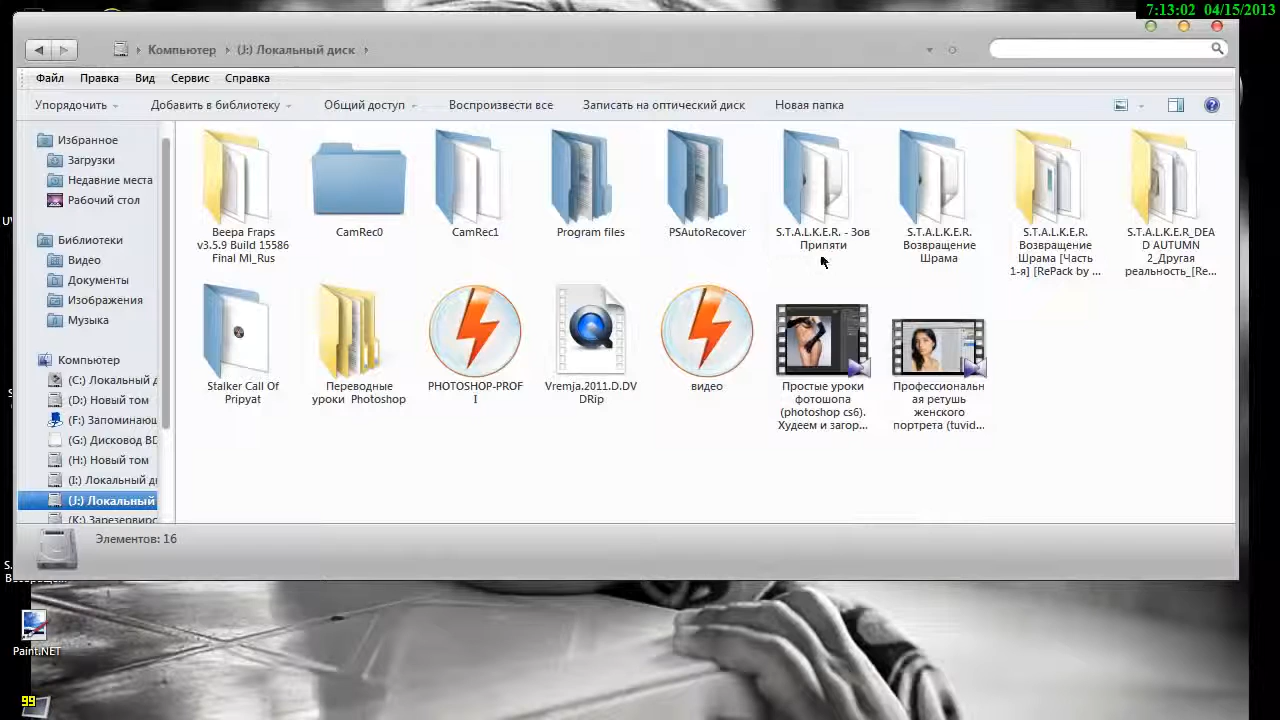 7:13:02 04/15/2013
Компьютер
(J:) Локальный диск
Файл Правка Вид Сервис Справка
Упорядочить Добавить в библиотеку Общий доступ Воспроизвести все Записать на оптический диск Новая папка
Избранное
Загрузки
Недавние места
Рабочий стол
Библиотеки
Видео
Документы
Изображения
Музыка
Компьютер
(C:) Локальный д
(D:) Новый том
(F:) Запоминающ
(G:) Дисковод BD
(H:) Новый том
(I:) Локальный ди
(J:) Локальный
(K:) Зарезервиро
Beepa Fraps
v3.5.9 Build 15586
Final Ml_Rus
CamRec0
CamRec1
Program files
PSAutoRecover
S.T.A.L.K.E.R. - Зов
Припяти
S.T.A.L.K.E.R.
Возвращение
Шрама
S.T.A.L.K.E.R.
Возвращение
Шрама [Часть
1-я] [RePack by ...
S.T.A.L.K.E.R._DEA
D AUTUMN
2_Другая
реальность_[Re...
Stalker Call Of
Pripyat
Переводные
уроки Photoshop
PHOTOSHOP-PROF
I
Vremja.2011.D.DV
DRip
видео
Простые уроки
фотошопа
(photoshop cs6).
Худеем и загор...
Профессиональн
ая ретушь
женского
портрета (tuvid...
Элементов: 16
Paint.NET
99